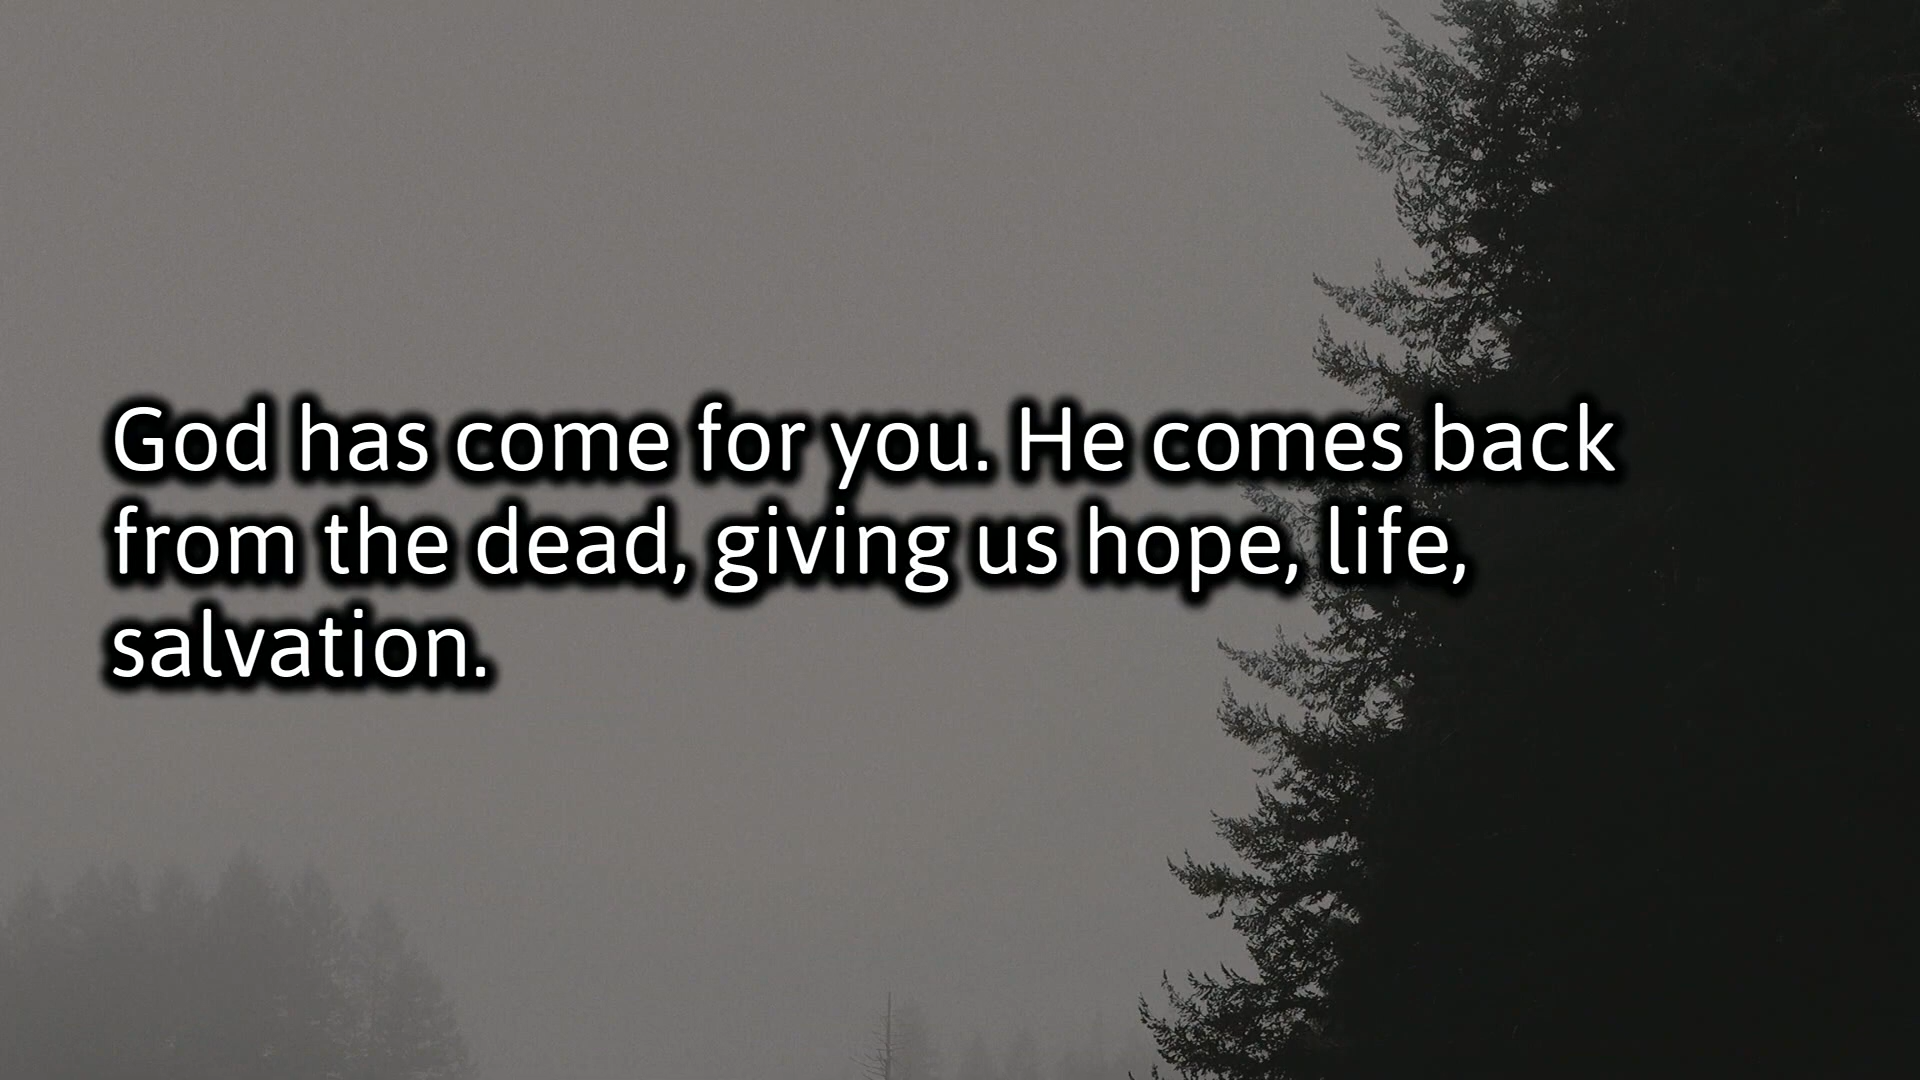 God has come for you. He comes back
from the dead, giving us hope, life,
salvation.